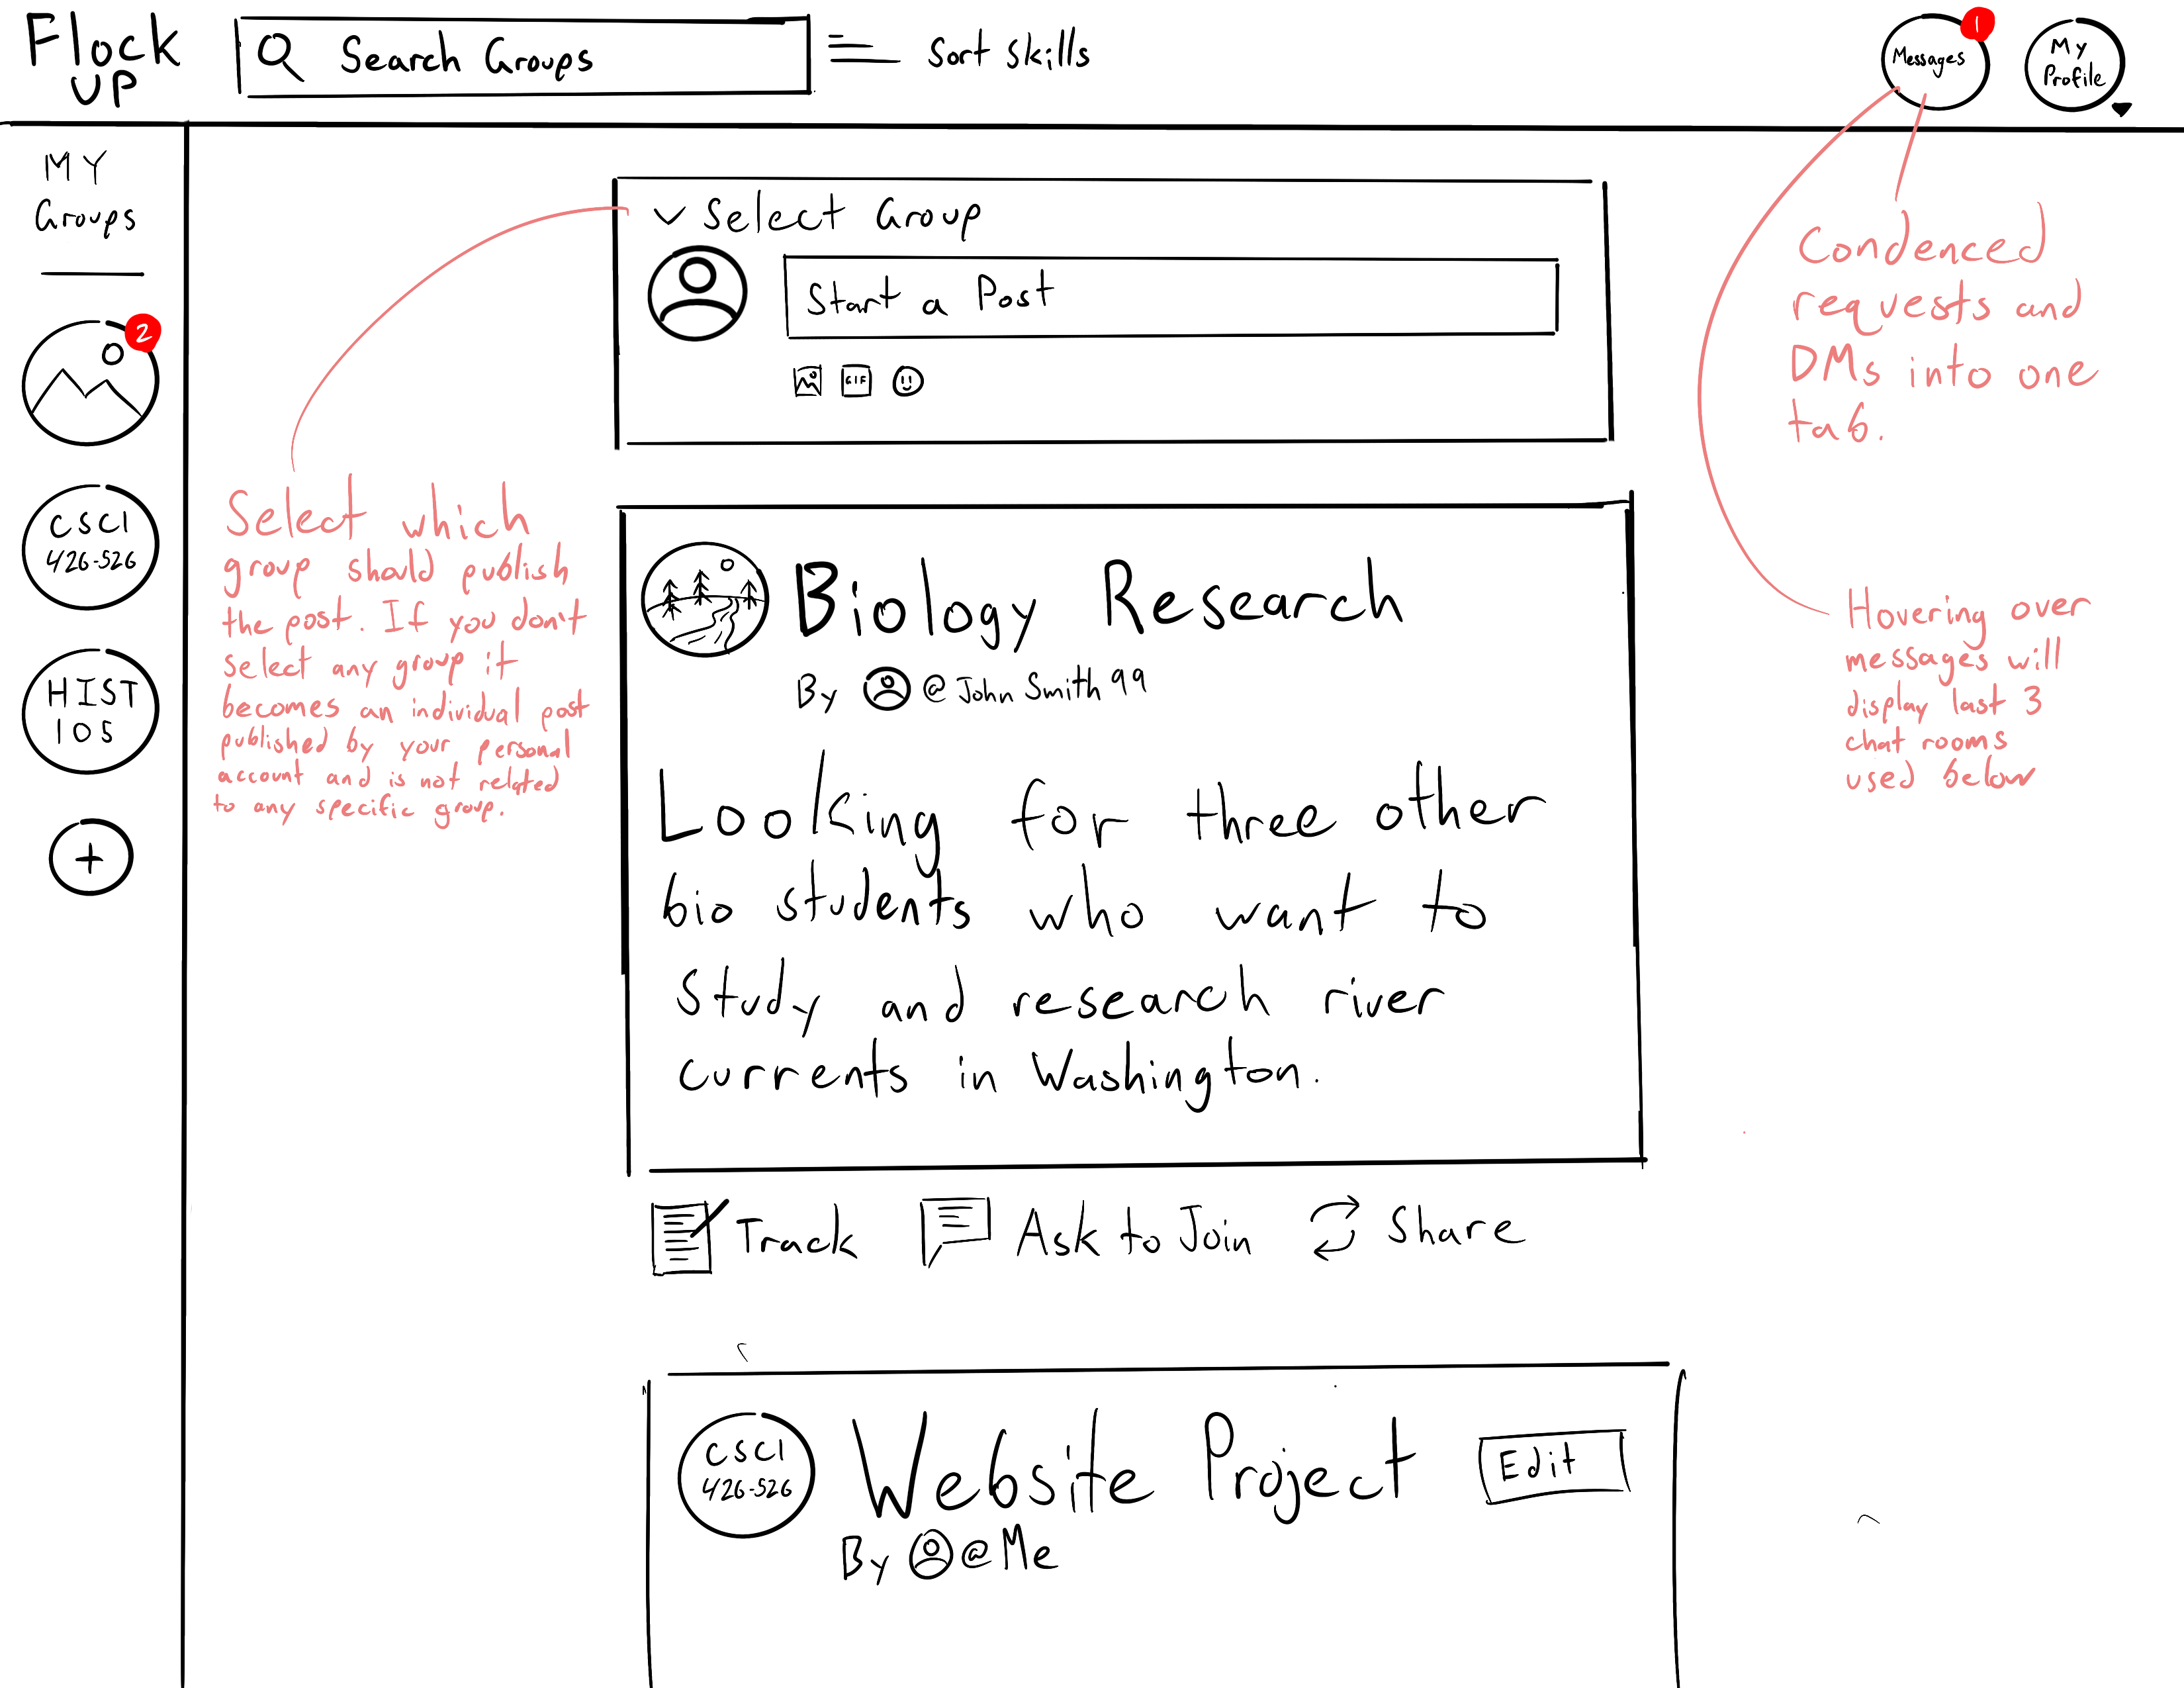 Flock
UP
Search Groups
Sort Skills
Messages
1
My
Profile
MY
Groups
2
CSCI
426-526
HIST
105
+
Select Group
Start a Post
GIF
Select which
group should publish
the post. If you don't
select any group it
becomes an individual post
published by your personal
account and is not related
to any specific group.
Condenced
requests and
DMs into one
tab.
Hovering over
messages will
display last 3
chat rooms
used below
Biology Research
By @John Smith 99
Looking for three other
bio students who want to
Study and research river
currents in Washington.
Track
Ask to Join
Share
CSCI
426-526
Website Project
Edit
By @Me